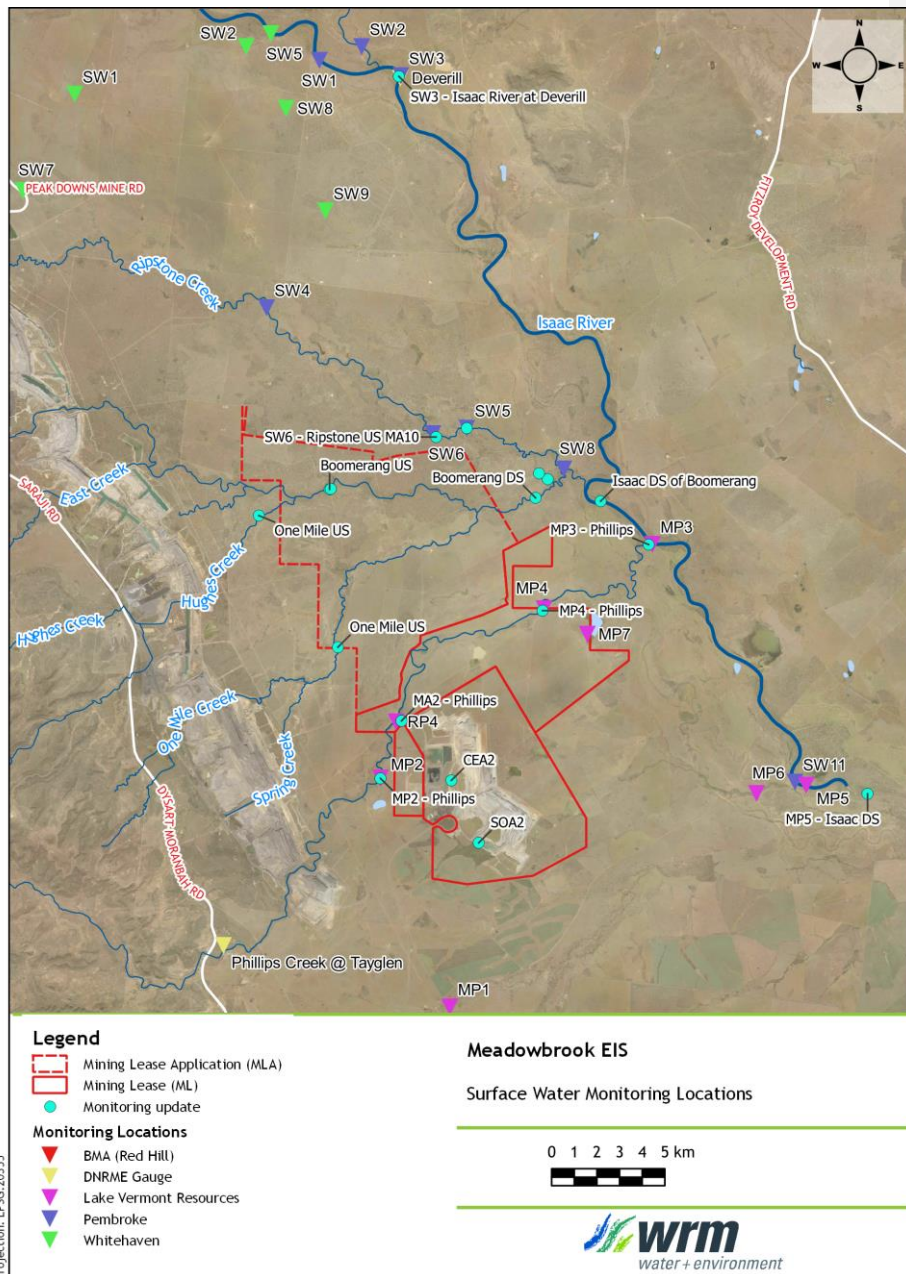 SW2
SW2
SW5
SW1
SW3
Deverill
SW3 - Isaac River at Deverill
N
W
E
S
SW1
SW8
SW7
PEAK DOWNS MINE RD
SW9
FITZROY DEVELOPMENT RD
Ripstone Creek
SW4
Isaac River
SW5
SW6 - Ripstone US MA10
SW6
SW8
Boomerang US
Boomerang DS
Isaac DS of Boomerang
East Creek
SARAJI RD
One Mile US
MP3 - Phillips
MP3
Hughes Creek
Hughes Creek
MP4
MP4 - Phillips
MP7
One Mile US
One Mile Creek
MA2 - Phillips
RP4
Spring Creek
MP2
CEA2
MP2 - Phillips
MP6
SW11
MP5
MP5 - Isaac DS
DYSART MORANBAH RD
SOA2
Phillips Creek @ Tayglen
MP1
Legend
Mining Lease Application (MLA)
Mining Lease (ML)
Monitoring update
Monitoring Locations
BMA (Red Hill)
DNRME Gauge
Lake Vermont Resources
Pembroke
Whitehaven
Meadowbrook EIS
Surface Water Monitoring Locations
0 1 2 3 4 5 km
wrm
water + environment